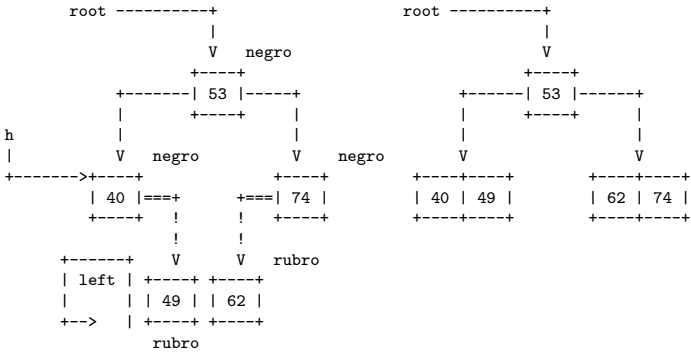 root root
negro
53 53
h
negro negro
40 74 40 49 62 74
rubro
left
49 62
rubro